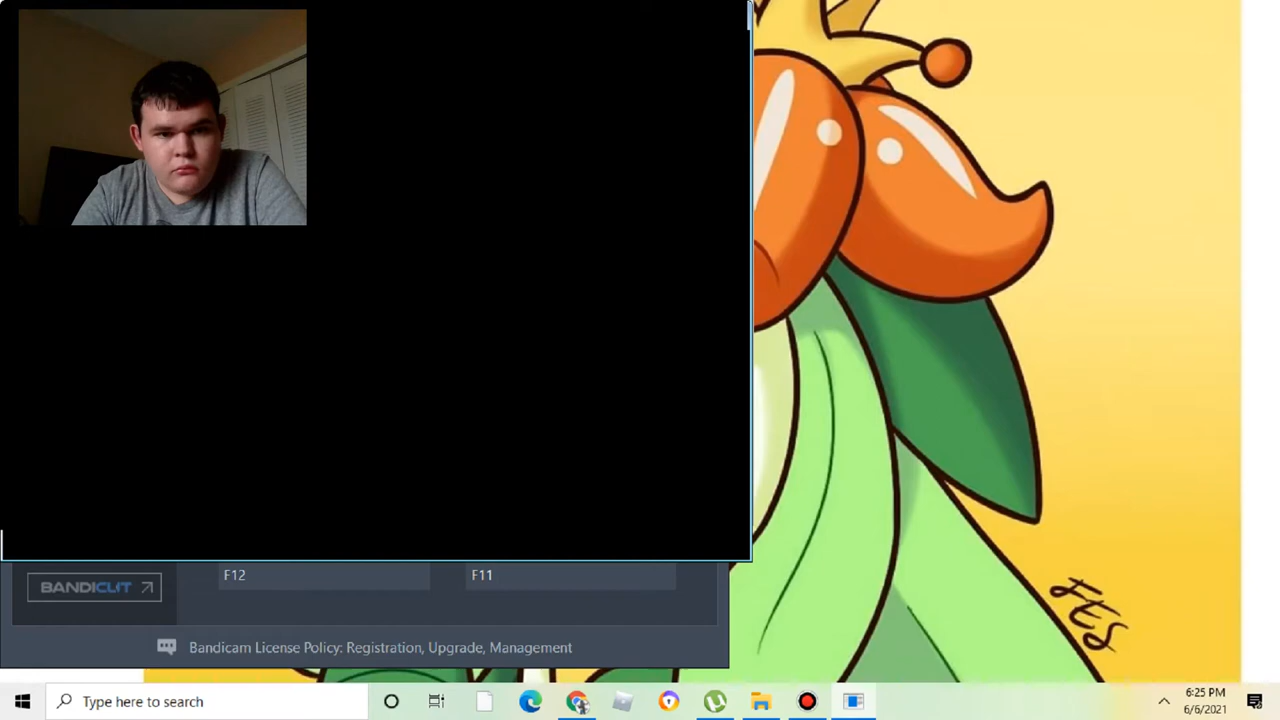 FES
F12
F11
BANDICUT
Bandicam License Policy: Registration, Upgrade, Management
Type here to search
6:25 PM
6/6/2021